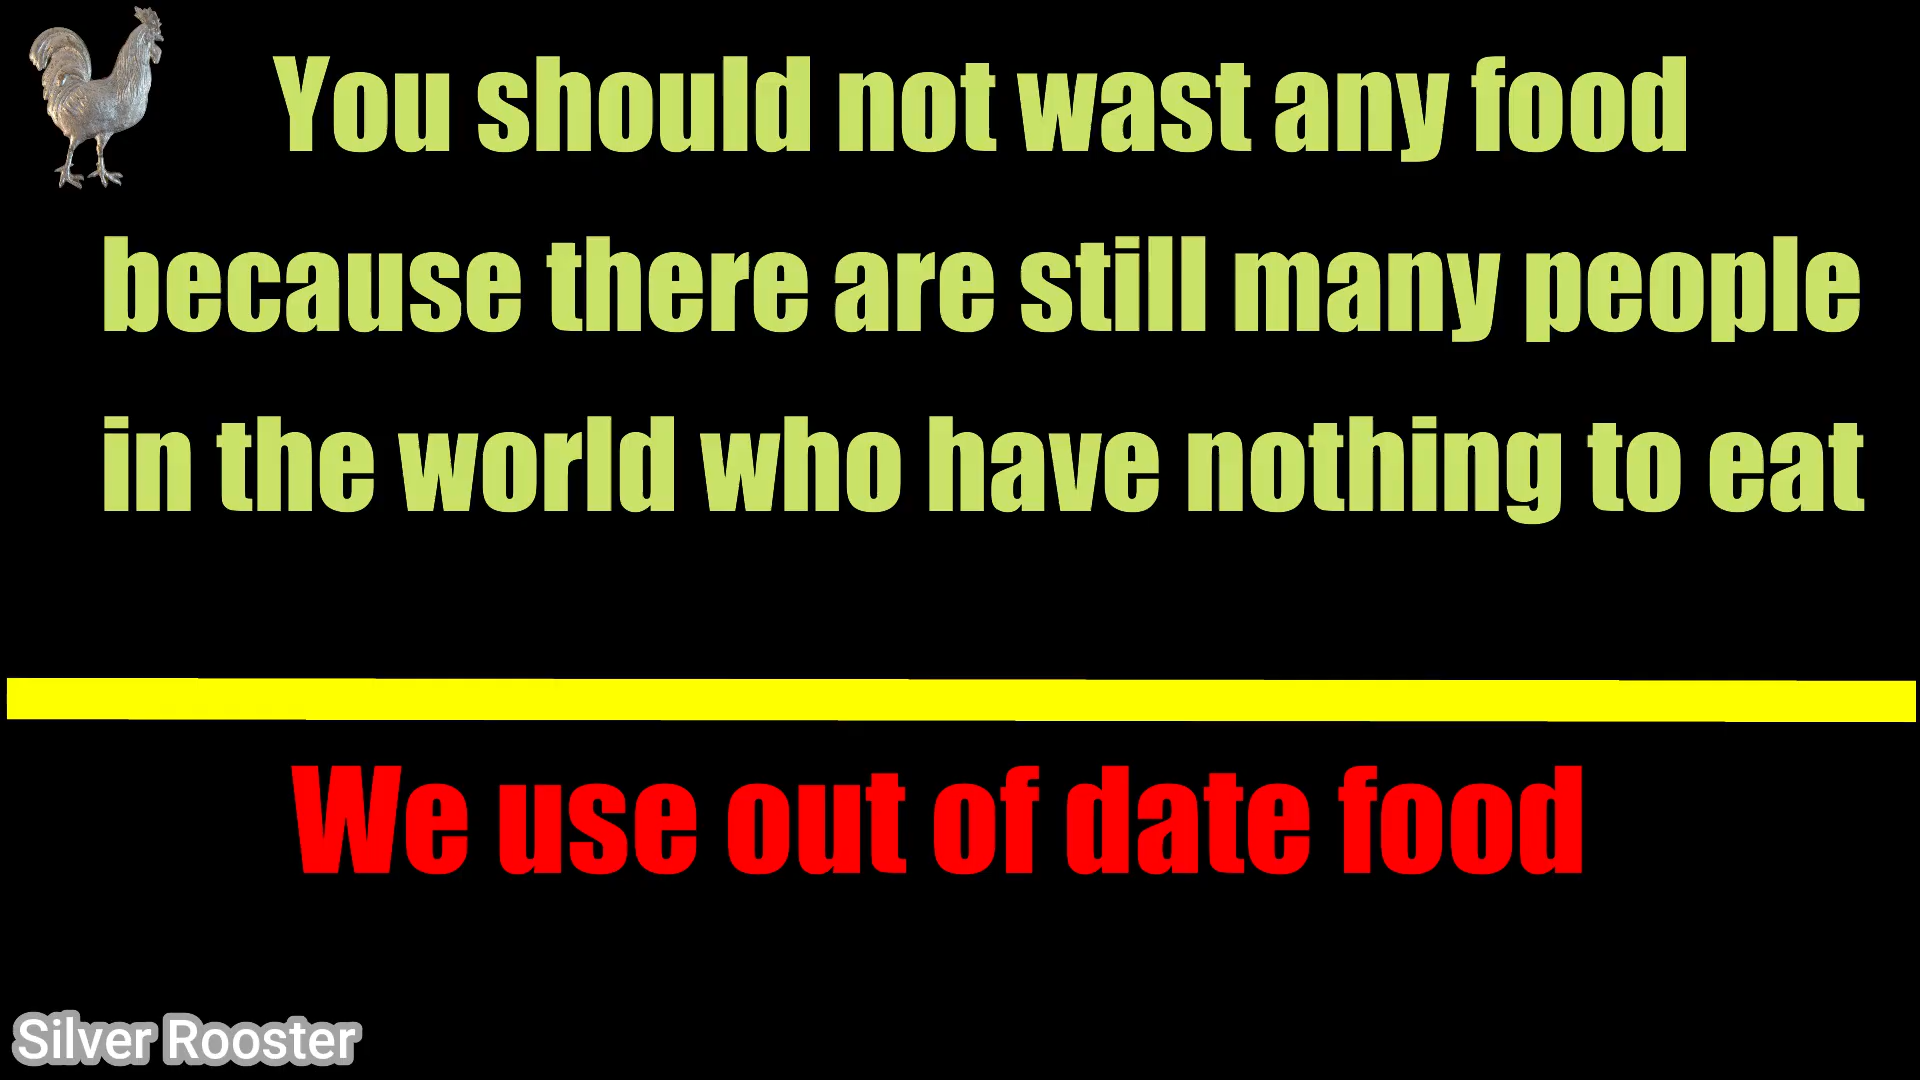 You should not wast any food
because there are still many people
in the world who have nothing to eat
We use out of date food
Silver Rooster